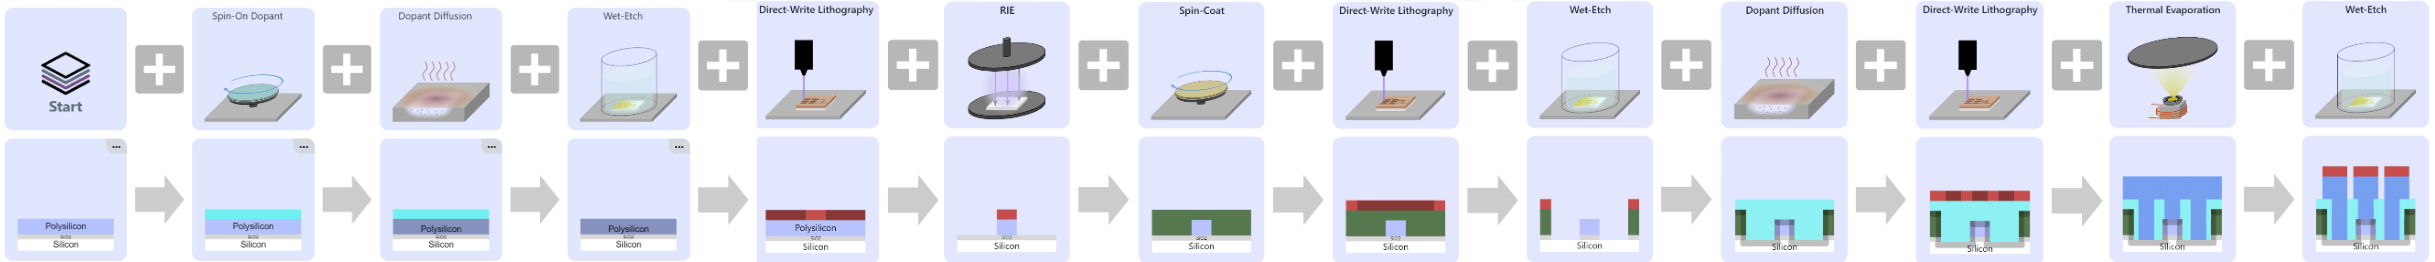 Spin-On Dopant
Dopant Diffusion
Wet-Etch
Direct-Write Lithography
RIE
Spin-Coat
Direct-Write Lithography
Wet-Etch
Dopant Diffusion
Direct-Write Lithography
Thermal Evaporation
Wet-Etch
Start
...
...
...
...
Polysilicon
SiO2
Silicon
Polysilicon
SiO2
Silicon
Polysilicon
SiO2
Silicon
Polysilicon
SiO2
Silicon
Polysilicon
SiO2
Silicon
SiO2
Silicon
SiO2
Silicon
SiO2
Silicon
Silicon
Silicon
Silicon
Silicon
Silicon